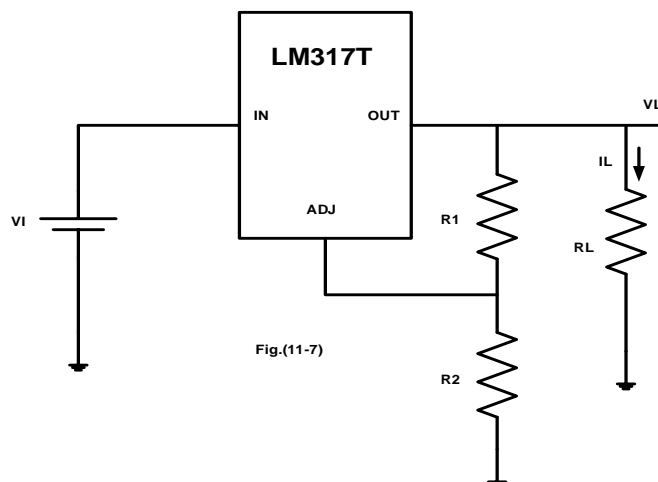 LM317T
IN
OUT
VL
IL
ADJ
R1
RL
VI
Fig.(11-7)
R2